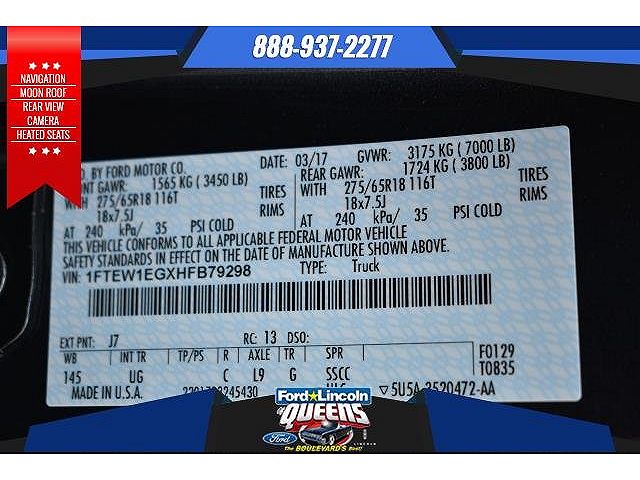 888-937-2277
NAVIGATION
MOON ROOF
REAR VIEW
CAMERA
HEATED SEATS
BY FORD MOTOR CO.
DATE: 03/17
GVWR: 3175 KG ( 7000 LB)
GAWR: 1565 KG ( 3450 LB)
REAR GAWR: 1724 KG ( 3800 LB)
WITH 275/65R18 116T TIRES
WITH 275/65R18 116T TIRES
18x7.5J RIMS
18x7.5J RIMS
AT 240 kPa/ 35 PSI COLD
AT 240 kPa/ 35 PSI COLD
THIS VEHICLE CONFORMS TO ALL APPLICABLE FEDERAL MOTOR VEHICLE
SAFETY STANDARDS IN EFFECT ON THE DATE OF MANUFACTURE SHOWN ABOVE.
VIN: 1FTEW1EGXHFB79298
TYPE: Truck
EXT PNT: J7 RC: 13 DSO:
WB INT TR TP/PS R AXLE TR SPR
F0129
T0835
145 UG C L9 G SSCC
MADE IN U.S.A.
▽5U5A
Ford★Lincoln
of QUEENS
Ford
LINCOLN
The BOULEVARD'S Best!